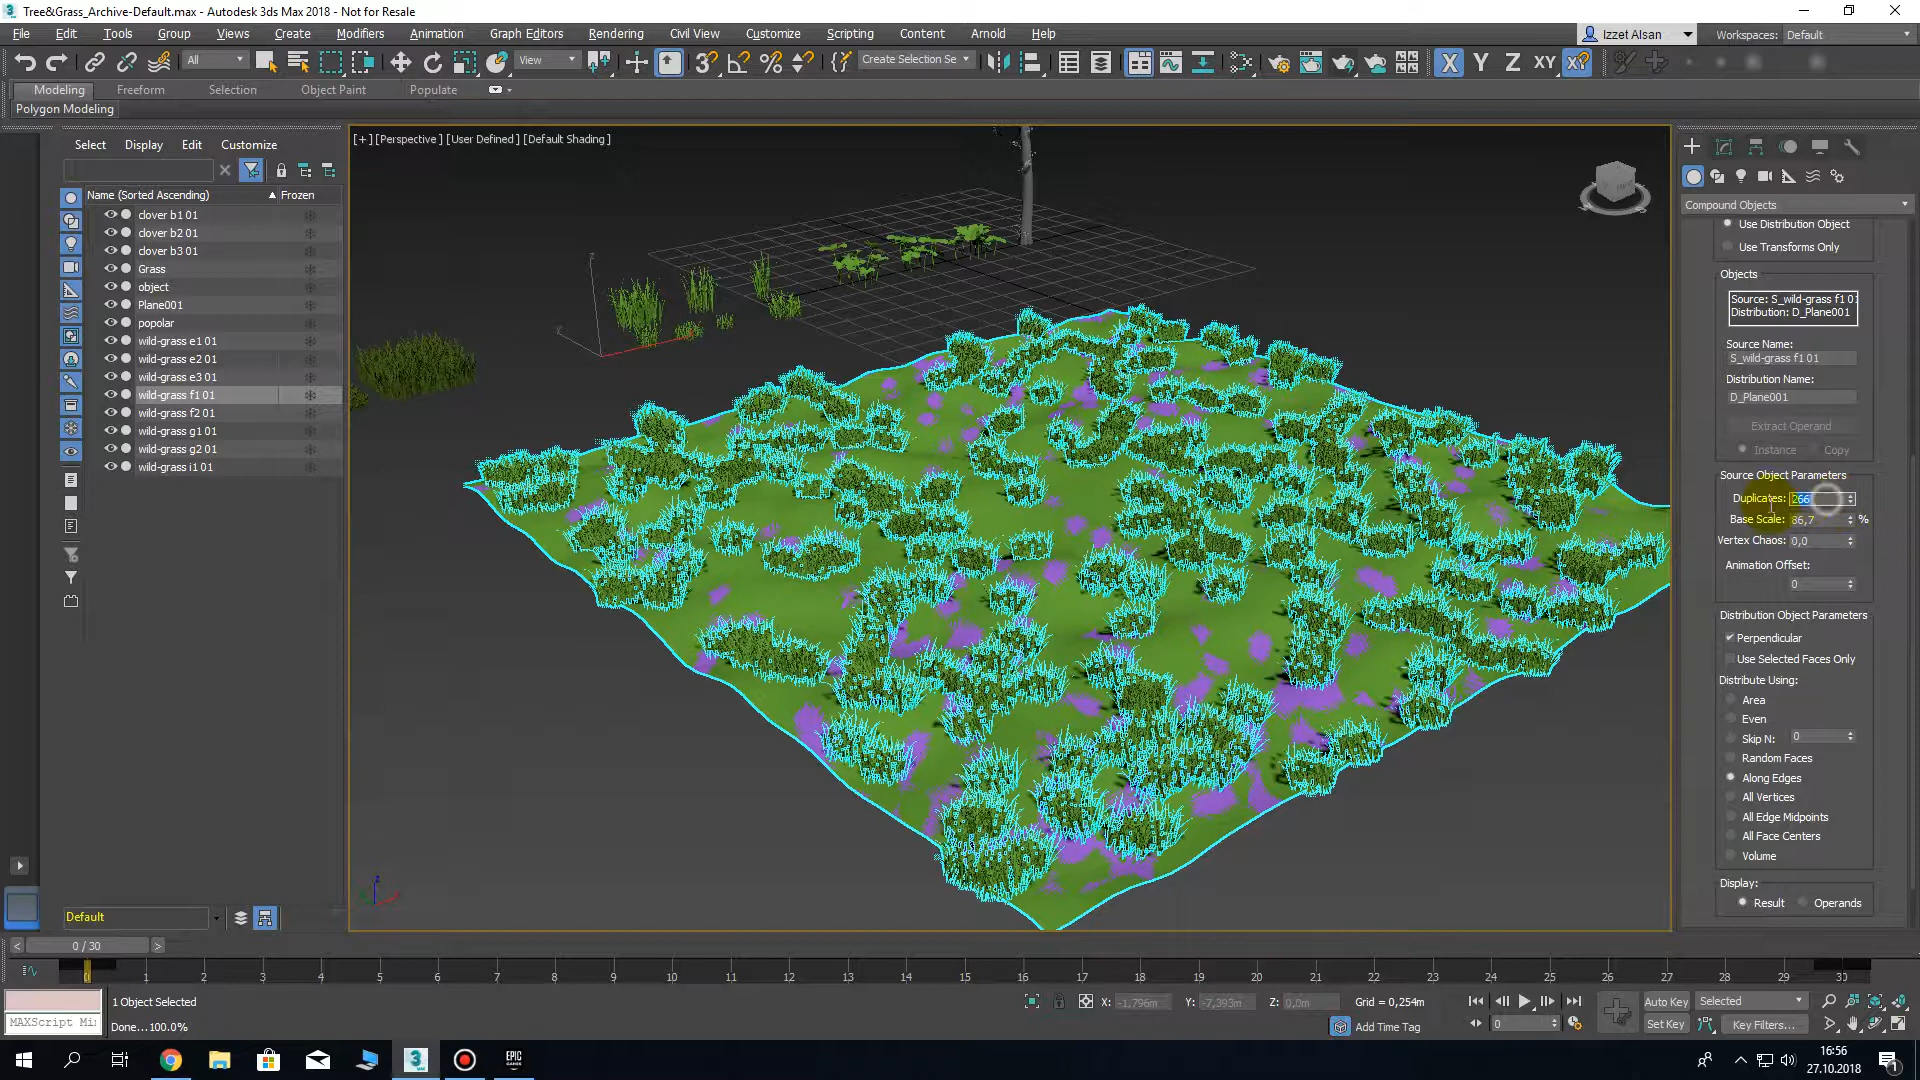 Tree&Grass_Archive-Default.max - Autodesk 3ds Max 2018 - Not for Resale
File Edit Tools Group Views Create Modifiers Animation Graph Editors Rendering Civil View Customize Scripting Content Arnold Help
Izzet Alsan
Workspaces: Default
All
View
Create Selection Se
X Y Z XY
Modeling Freeform Selection Object Paint Populate
Polygon Modeling
Select Display Edit Customize
Name (Sorted Ascending) Frozen
clover b1 01
clover b2 01
clover b3 01
Grass
object
Plane001
popolar
wild-grass e1 01
wild-grass e2 01
wild-grass e3 01
wild-grass f1 01
wild-grass f2 01
wild-grass g1 01
wild-grass g2 01
wild-grass i1 01
Default
[+] [Perspective] [User Defined] [Default Shading]
Compound Objects
Use Distribution Object
Use Transforms Only
Objects
Source: S_wild-grass f1 01
Distribution: D_Plane001
Source Name:
S_wild-grass f1 01
Distribution Name:
D_Plane001
Extract Operand
Instance Copy
Source Object Parameters
Duplicates: 266
Base Scale: 86,7 %
Vertex Chaos: 0,0
Animation Offset:
0
Distribution Object Parameters
Perpendicular
Use Selected Faces Only
Distribute Using:
Area
Even
Skip N: 0
Random Faces
Along Edges
All Vertices
All Edge Midpoints
All Face Centers
Volume
Display:
Result Operands
< 0 / 30 >
0 1 2 3 4 5 6 7 8 9 10 11 12 13 14 15 16 17 18 19 20 21 22 23 24 25 26 27 28 29 30
1 Object Selected
X: -1,796m Y: -7,393m Z: 0,0m Grid = 0,254m
Auto Key Selected
MAXScript Mi
Done...100.0%
Add Time Tag
0
Set Key Key Filters...
EPIC
GAMES
16:56
27.10.2018
1